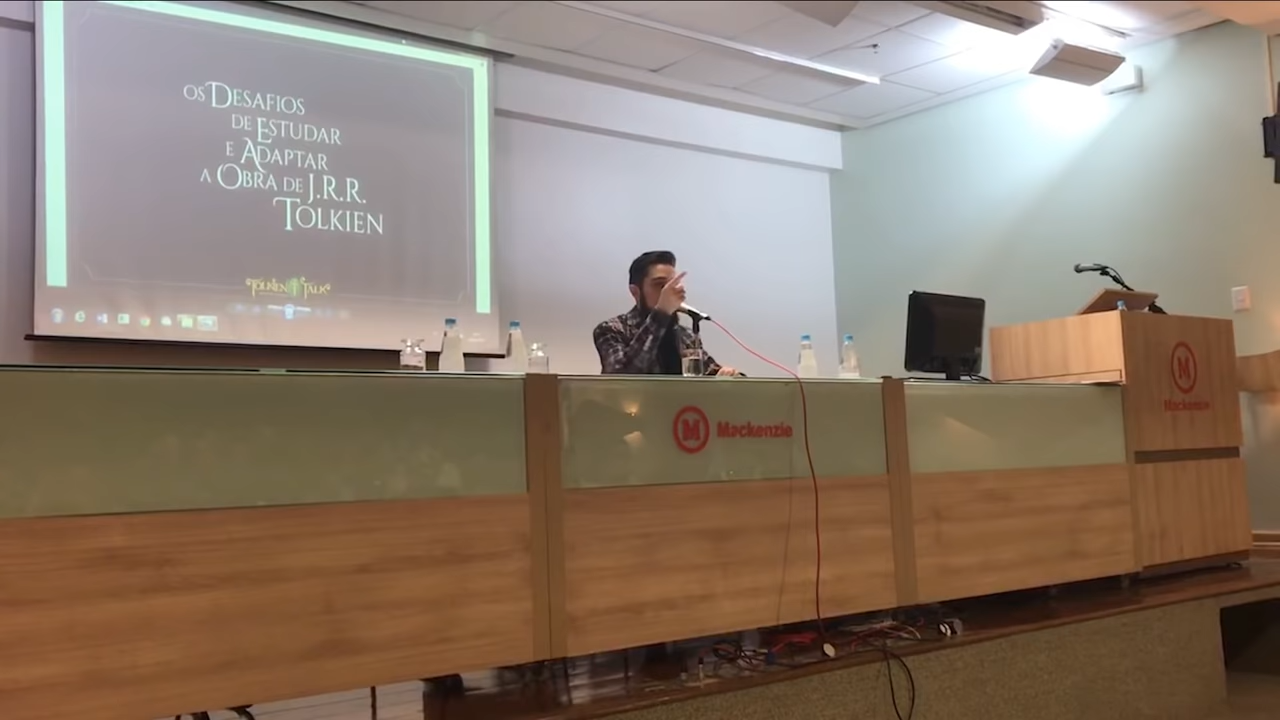 OS DESAFIOS
DE ESTUDAR
E ADAPTAR
A OBRA DE J.R.R.
TOLKIEN
TOLKIEN TALK
M Mackenzie
M
Mackenzie